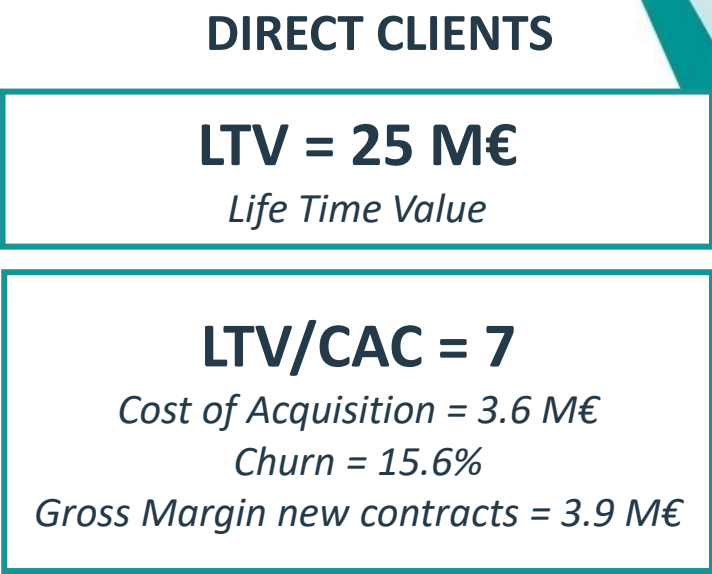 DIRECT CLIENTS
LTV = 25 M€
Life Time Value
LTV/CAC = 7
Cost of Acquisition = 3.6 M€
Churn = 15.6%
Gross Margin new contracts = 3.9 M€